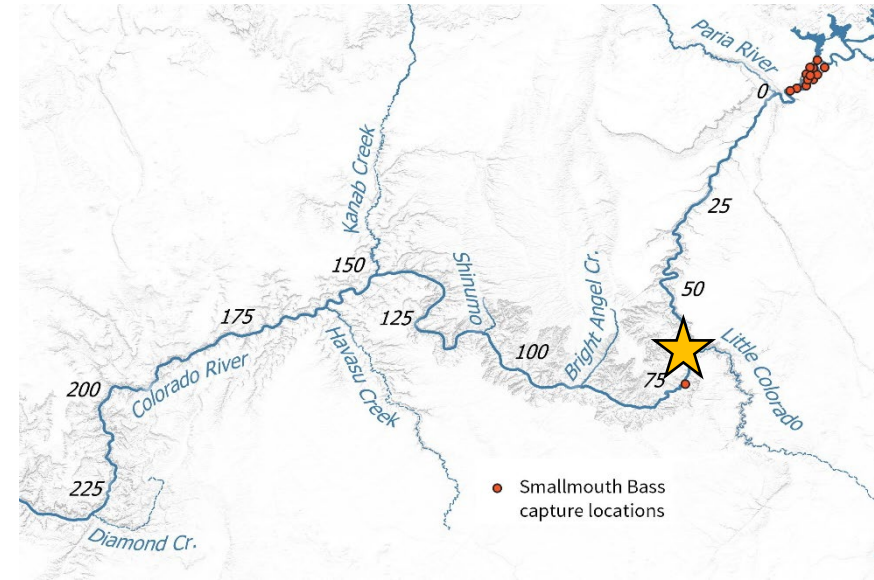 Paria River
0
25
Kanab Creek
150
Shinumo
Bright Angel Cr.
50
175
125
Little Colorado
100
75
Havasu Creek
Colorado River
200
225
Smallmouth Bass
capture locations
Diamond Cr.